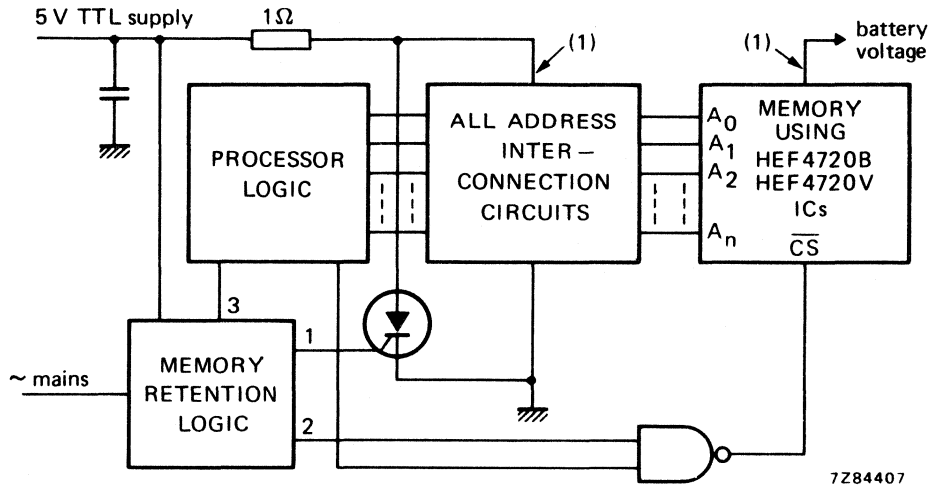 5 V TTL supply
1Ω
(1)
(1)
battery
voltage
PROCESSOR
LOGIC
ALL ADDRESS
INTER –
CONNECTION
CIRCUITS
A0
A1
A2
An
MEMORY
USING
HEF4720B
HEF4720V
ICs
CS
3
1
2
~ mains
MEMORY
RETENTION
LOGIC
7Z84407